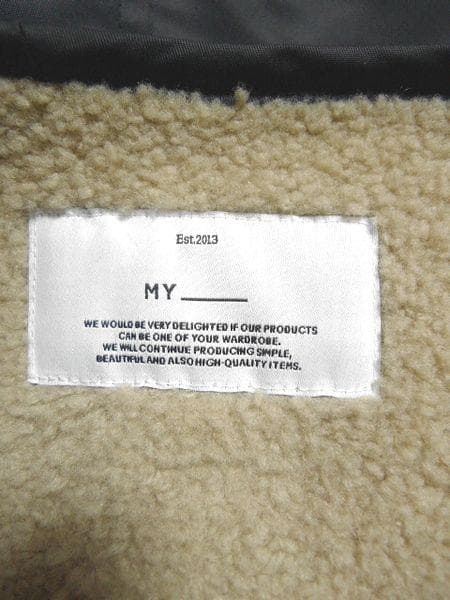 Est.2013
MY_____
WE WOULD BE VERY DELIGHTED IF OUR PRODUCTS
CAN BE ONE OF YOUR WARDROBE.
WE WILL CONTINUE PRODUCING SIMPLE,
BEAUTIFUL AND ALSO HIGH-QUALITY ITEMS.